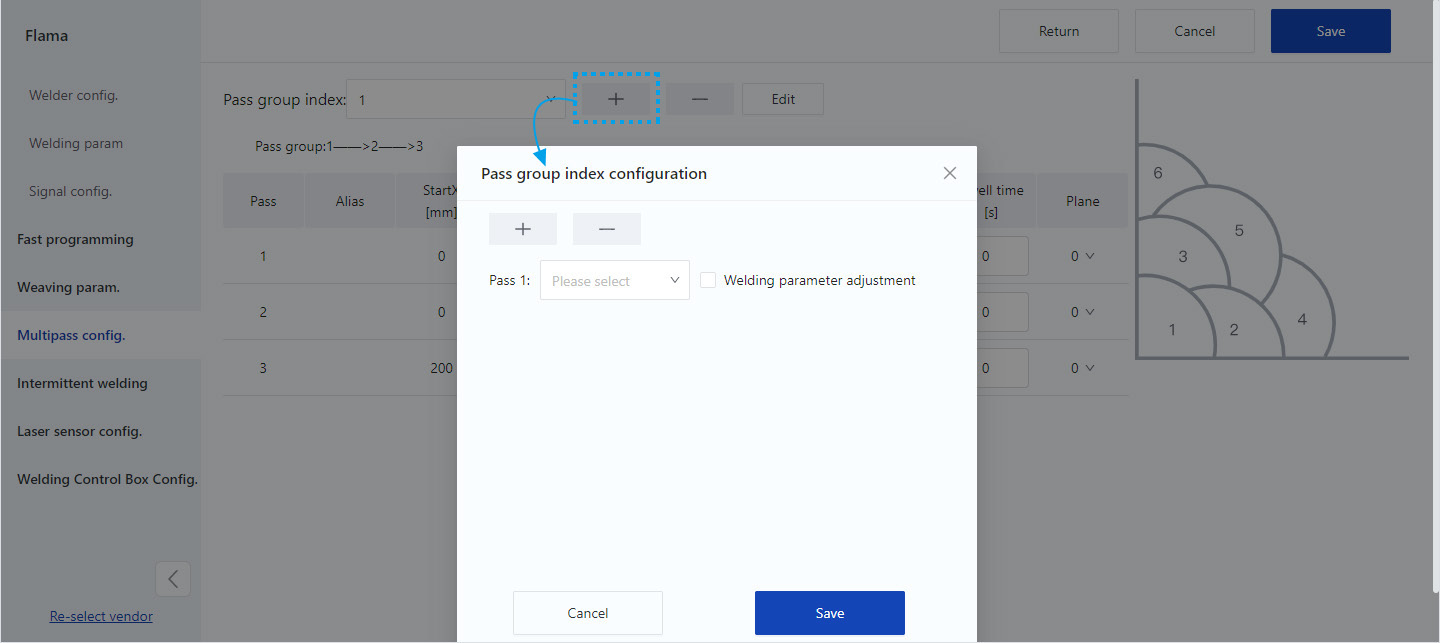 Flama
Return
Cancel
Save
Welder config.
Welding param
Signal config.
Fast programming
Weaving param.
Multipass config.
Intermittent welding
Laser sensor config.
Welding Control Box Config.
Re-select vendor
Pass group index: 1
Edit
Pass group:1——>2——>3
Pass
Alias
StartX
[mm]
ell time
[s]
Plane
1 0 0 0
2 0 0 0
3 200 0 0
Pass group index configuration
Pass 1: Please select Welding parameter adjustment
Cancel
Save
6
5
3
4
1
2